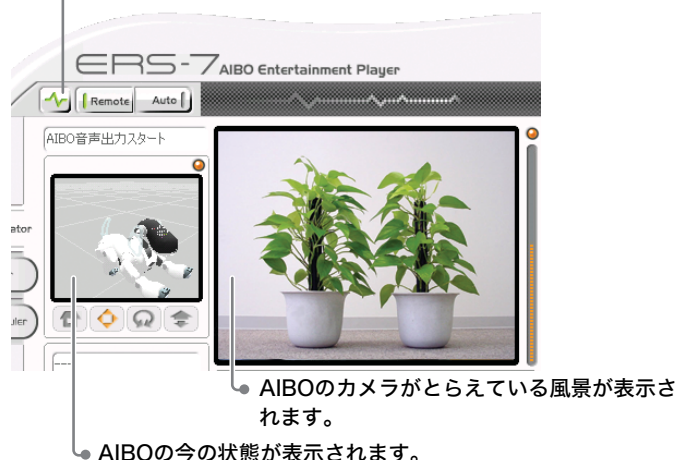 ERS-7 AIBO Entertainment Player
Remote Auto
AIBO音声出力スタート
ator
ler
AIBOのカメラがとらえている風景が表示さ
れます。
AIBOの今の状態が表示されます。